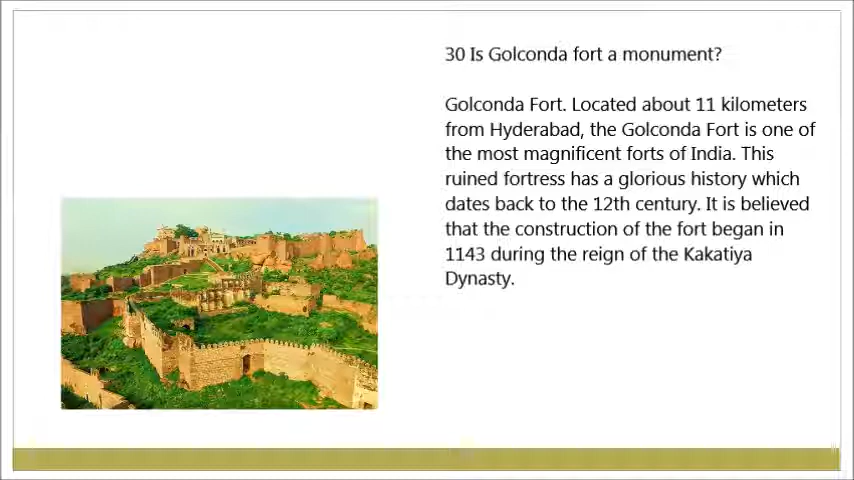 30 Is Golconda fort a monument?
Golconda Fort. Located about 11 kilometers
from Hyderabad, the Golconda Fort is one of
the most magnificent forts of India. This
ruined fortress has a glorious history which
dates back to the 12th century. It is believed
that the construction of the fort began in
1143 during the reign of the Kakatiya
Dynasty.